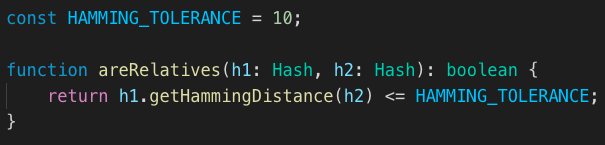 const HAMMING_TOLERANCE = 10;
function areRelatives(h1: Hash, h2: Hash): boolean {
    return h1.getHammingDistance(h2) <= HAMMING_TOLERANCE;
}